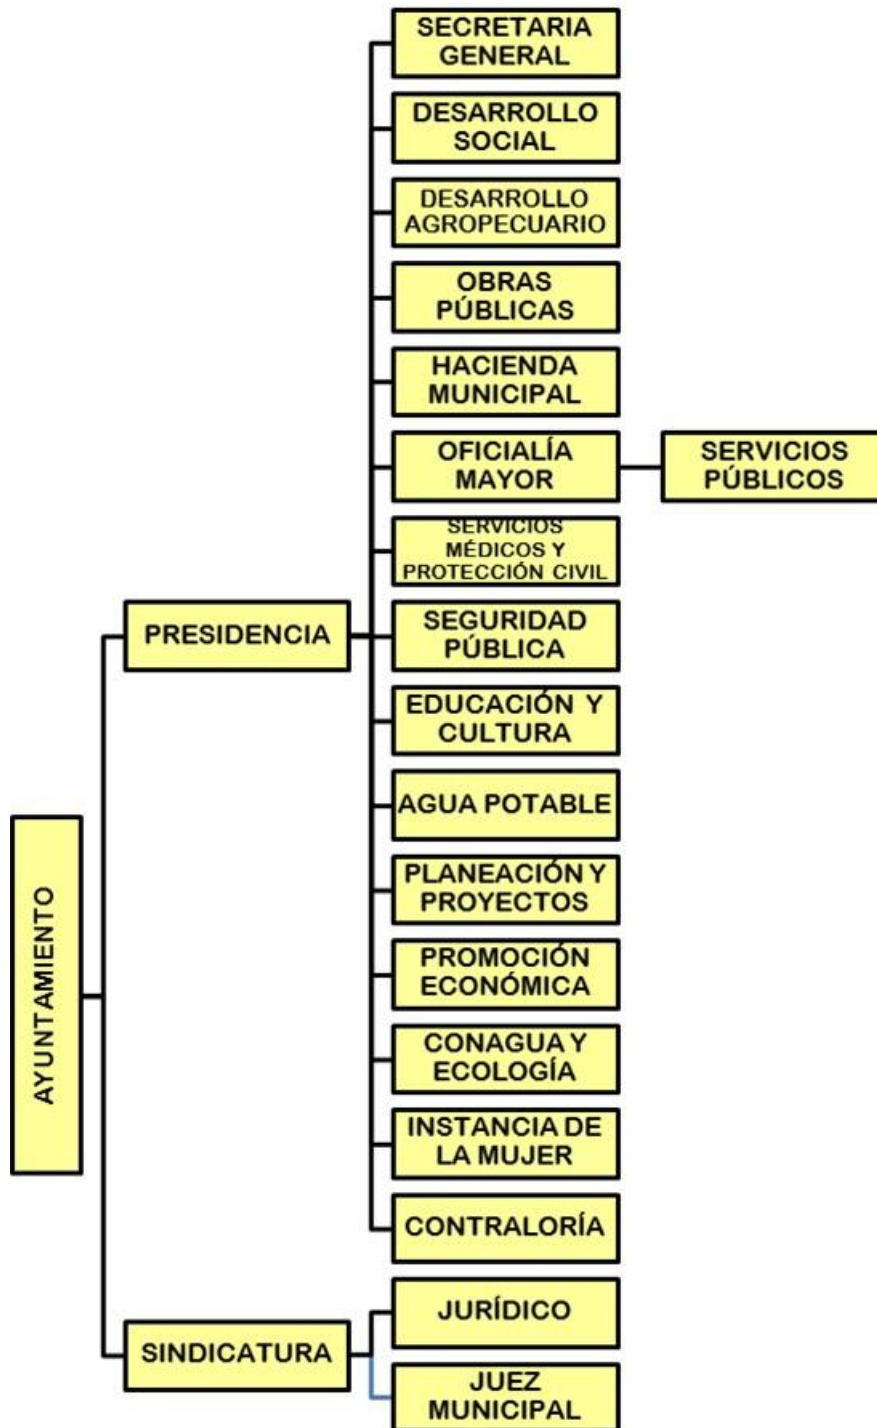 SECRETARIA
GENERAL
DESARROLLO
SOCIAL
DESARROLLO
AGROPECUARIO
OBRAS
PÚBLICAS
HACIENDA
MUNICIPAL
OFICIALÍA
MAYOR
SERVICIOS
PÚBLICOS
SERVICIOS
MÉDICOS Y
PROTECCIÓN CIVIL
PRESIDENCIA
SEGURIDAD
PÚBLICA
EDUCACIÓN Y
CULTURA
AGUA POTABLE
PLANEACIÓN Y
PROYECTOS
PROMOCIÓN
ECONÓMICA
AYUNTAMIENTO
CONAGUA Y
ECOLOGÍA
INSTANCIA DE
LA MUJER
CONTRALORÍA
JURÍDICO
SINDICATURA
JUEZ
MUNICIPAL